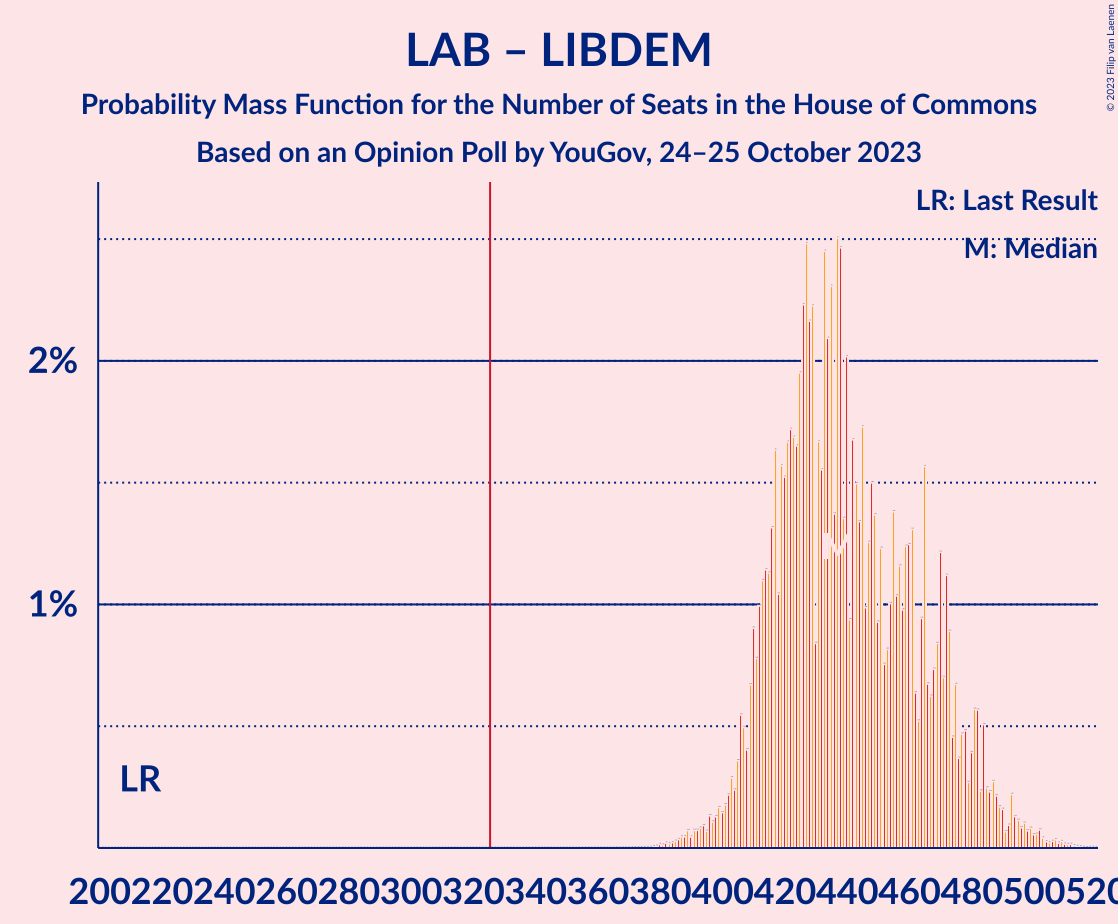 LAB – LIBDEM
Probability Mass Function for the Number of Seats in the House of Commons
Based on an Opinion Poll by YouGov, 24–25 October 2023
© 2023 Filip van Laenen
LR: Last Result
M: Median
2%
1%
LR
M
200220240260280300320340360380400420440460480500520